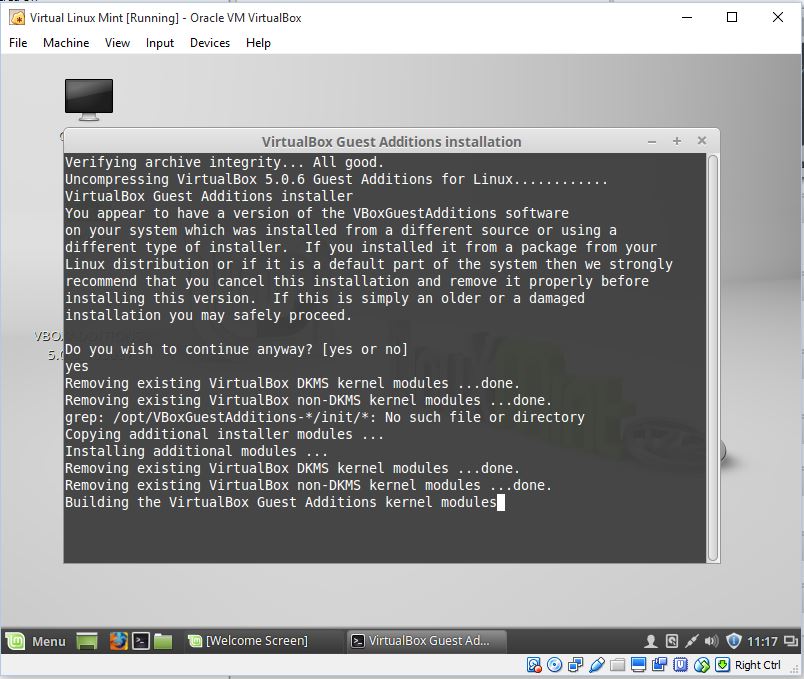 Virtual Linux Mint [Running] - Oracle VM VirtualBox
File Machine View Input Devices Help
VirtualBox Guest Additions installation
Verifying archive integrity... All good.
Uncompressing VirtualBox 5.0.6 Guest Additions for Linux............
VirtualBox Guest Additions installer
You appear to have a version of the VBoxGuestAdditions software
on your system which was installed from a different source or using a
different type of installer.  If you installed it from a package from your
Linux distribution or if it is a default part of the system then we strongly
recommend that you cancel this installation and remove it properly before
installing this version.  If this is simply an older or a damaged
installation you may safely proceed.
Do you wish to continue anyway? [yes or no]
yes
Removing existing VirtualBox DKMS kernel modules ...done.
Removing existing VirtualBox non-DKMS kernel modules ...done.
grep: /opt/VBoxGuestAdditions-*/init/*: No such file or directory
Copying additional installer modules ...
Installing additional modules ...
Removing existing VirtualBox DKMS kernel modules ...done.
Removing existing VirtualBox non-DKMS kernel modules ...done.
Building the VirtualBox Guest Additions kernel modules
Menu [Welcome Screen] VirtualBox Guest Ad... 11:17
Right Ctrl